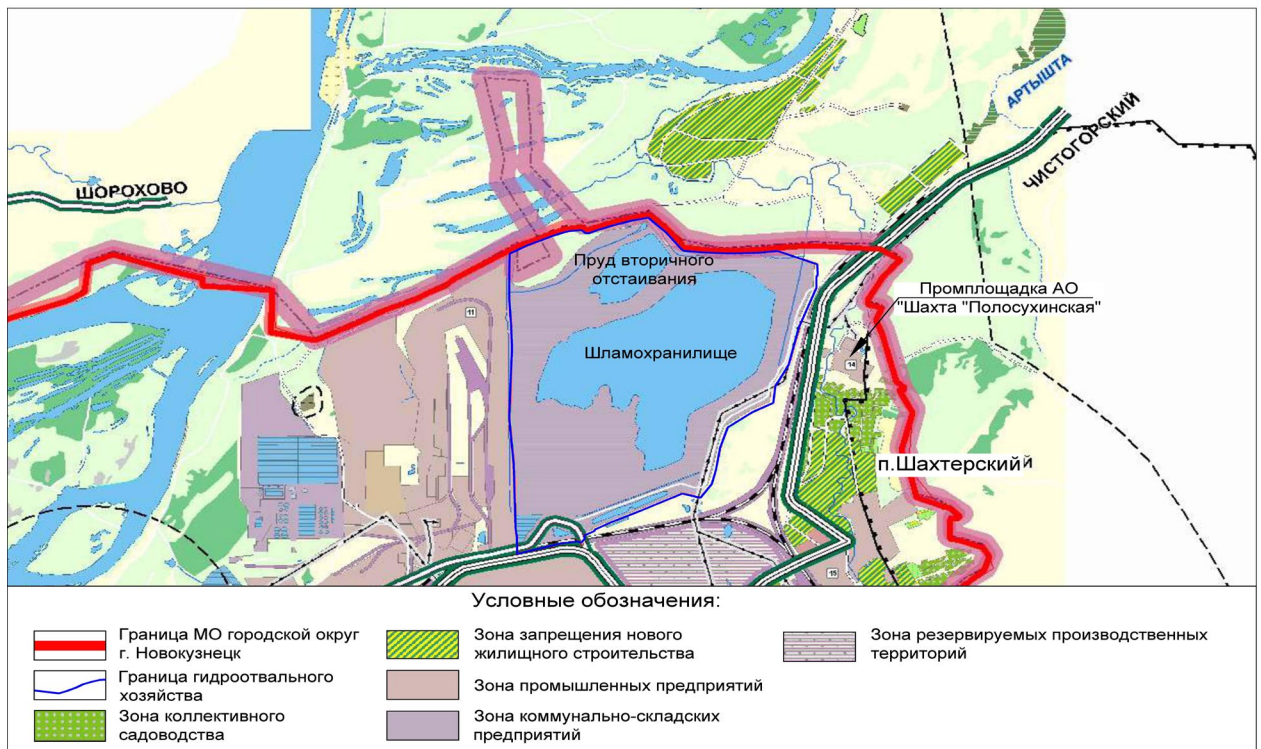 АРТЫШТА
ЧИСТОГОРСКИЙ
ШОРОХОВО
Пруд вторичного
отстаивания
Промплощадка АО
"Шахта "Полосухинская"
11
Шламохранилище
14
п.Шахтерский
й
15
Условные обозначения:
Граница МО городской округ
г. Новокузнецк
Граница гидроотвального
хозяйства
Зона коллективного
садоводства
Зона запрещения нового
жилищного строительства
Зона промышленных предприятий
Зона коммунально-складских
предприятий
Зона резервируемых производственных
территорий